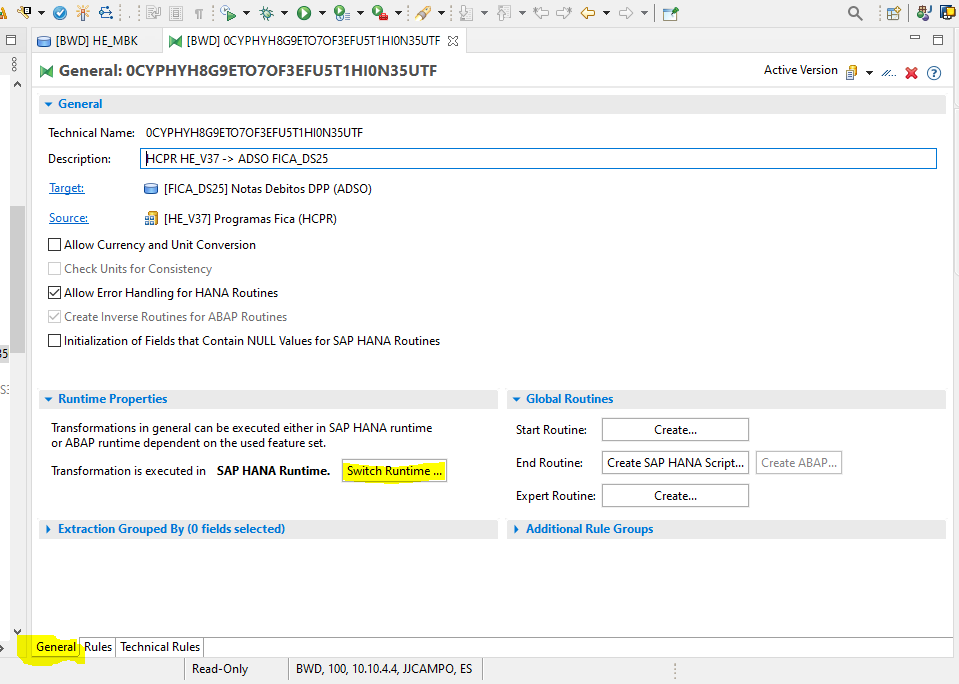 [BWD] HE_MBK
[BWD] 0CYPHYH8G9ETO7OF3EFU5T1HI0N35UTF
General: 0CYPHYH8G9ETO7OF3EFU5T1HI0N35UTF
Active Version
General
Technical Name: 0CYPHYH8G9ETO7OF3EFU5T1HI0N35UTF
Description: HCPR HE_V37 -> ADSO FICA_DS25
Target: [FICA_DS25] Notas Debitos DPP (ADSO)
Source: [HE_V37] Programas Fica (HCPR)
Allow Currency and Unit Conversion
Check Units for Consistency
Allow Error Handling for HANA Routines
Create Inverse Routines for ABAP Routines
Initialization of Fields that Contain NULL Values for SAP HANA Routines
Runtime Properties
Transformations in general can be executed either in SAP HANA runtime
or ABAP runtime dependent on the used feature set.
Transformation is executed in SAP HANA Runtime. Switch Runtime ...
Global Routines
Start Routine: Create...
End Routine: Create SAP HANA Script... Create ABAP...
Expert Routine: Create...
Extraction Grouped By (0 fields selected)
Additional Rule Groups
General Rules Technical Rules
Read-Only BWD, 100, 10.10.4.4, JJCAMPO, ES